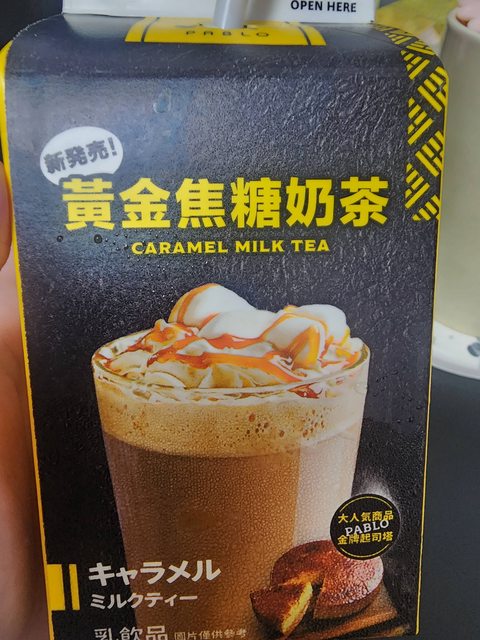 OPEN HERE
PABLO
新発売!
黃金焦糖奶茶
CARAMEL MILK TEA
大人気商品
PABLO
金牌起司塔
キャラメル
ミルクティー
乳飲品 圖片僅供參考